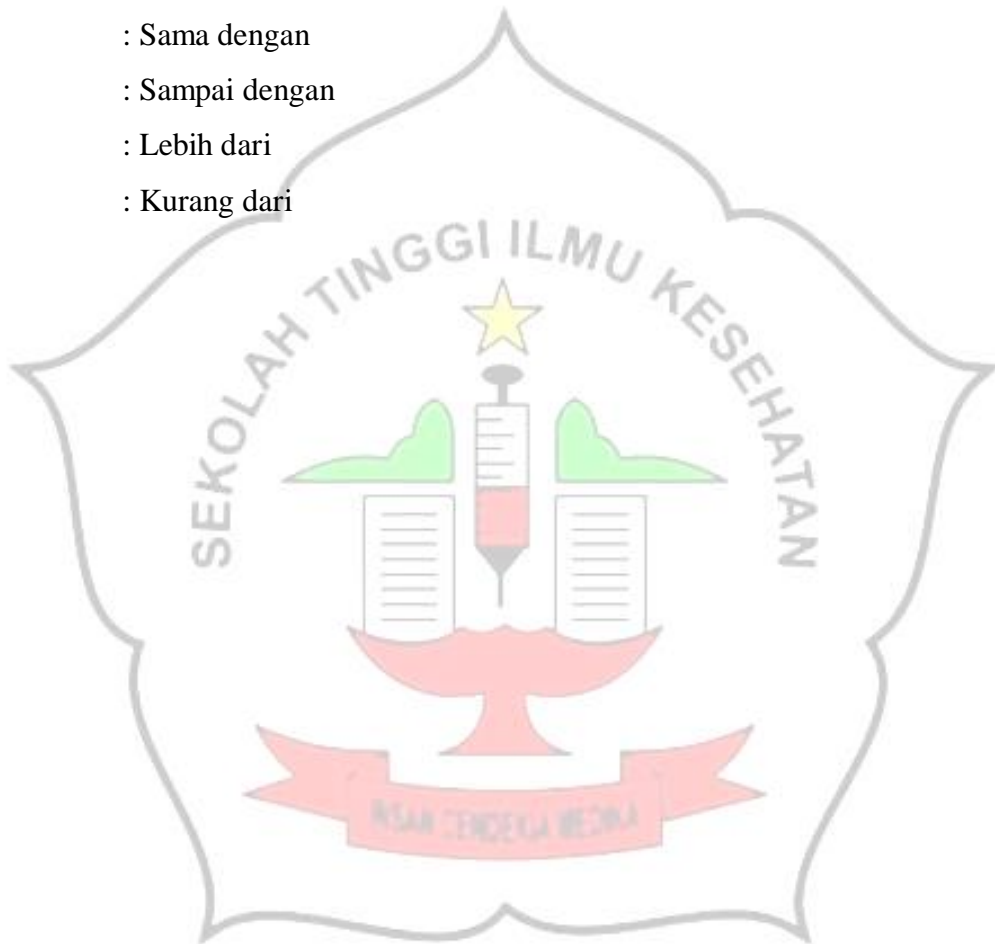 : Sama dengan
: Sampai dengan
: Lebih dari
: Kurang dari
SEKOLAH TINGGI ILMU KESEHATAN
INSAN CENDEKIA MEDIKA